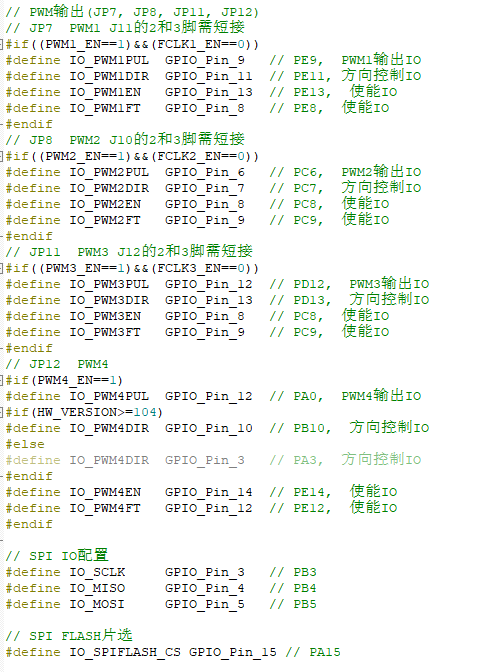 // PWM输出(JP7, JP8, JP11, JP12)
// JP7  PWM1 J11的2和3脚需短接
#if((PWM1_EN==1)&&(FCLK1_EN==0))
#define IO_PWM1PUL  GPIO_Pin_9   // PE9,  PWM1输出IO
#define IO_PWM1DIR  GPIO_Pin_11  // PE11, 方向控制IO
#define IO_PWM1EN   GPIO_Pin_13  // PE13,  使能IO
#define IO_PWM1FT   GPIO_Pin_8   // PE8,  使能IO
#endif
// JP8  PWM2 J10的2和3脚需短接
#if((PWM2_EN==1)&&(FCLK2_EN==0))
#define IO_PWM2PUL  GPIO_Pin_6   // PC6,  PWM2输出IO
#define IO_PWM2DIR  GPIO_Pin_7   // PC7,  方向控制IO
#define IO_PWM2EN   GPIO_Pin_8   // PC8,  使能IO
#define IO_PWM2FT   GPIO_Pin_9   // PC9,  使能IO
#endif
// JP11  PWM3 J12的2和3脚需短接
#if((PWM3_EN==1)&&(FCLK3_EN==0))
#define IO_PWM3PUL  GPIO_Pin_12  // PD12,  PWM3输出IO
#define IO_PWM3DIR  GPIO_Pin_13  // PD13,  方向控制IO
#define IO_PWM3EN   GPIO_Pin_8   // PC8,  使能IO
#define IO_PWM3FT   GPIO_Pin_9   // PC9,  使能IO
#endif
// JP12  PWM4
#if(PWM4_EN==1)
#define IO_PWM4PUL  GPIO_Pin_12  // PA0,  PWM4输出IO
#if(HW_VERSION>=104)
#define IO_PWM4DIR  GPIO_Pin_10  // PB10,  方向控制IO
#else
#define IO_PWM4DIR  GPIO_Pin_3   // PA3,  方向控制IO
#endif
#define IO_PWM4EN   GPIO_Pin_14  // PE14,  使能IO
#define IO_PWM4FT   GPIO_Pin_12  // PE12,  使能IO
#endif
// SPI IO配置
#define IO_SCLK     GPIO_Pin_3   // PB3
#define IO_MISO     GPIO_Pin_4   // PB4
#define IO_MOSI     GPIO_Pin_5   // PB5
// SPI FLASH片选
#define IO_SPIFLASH_CS GPIO_Pin_15 // PA15